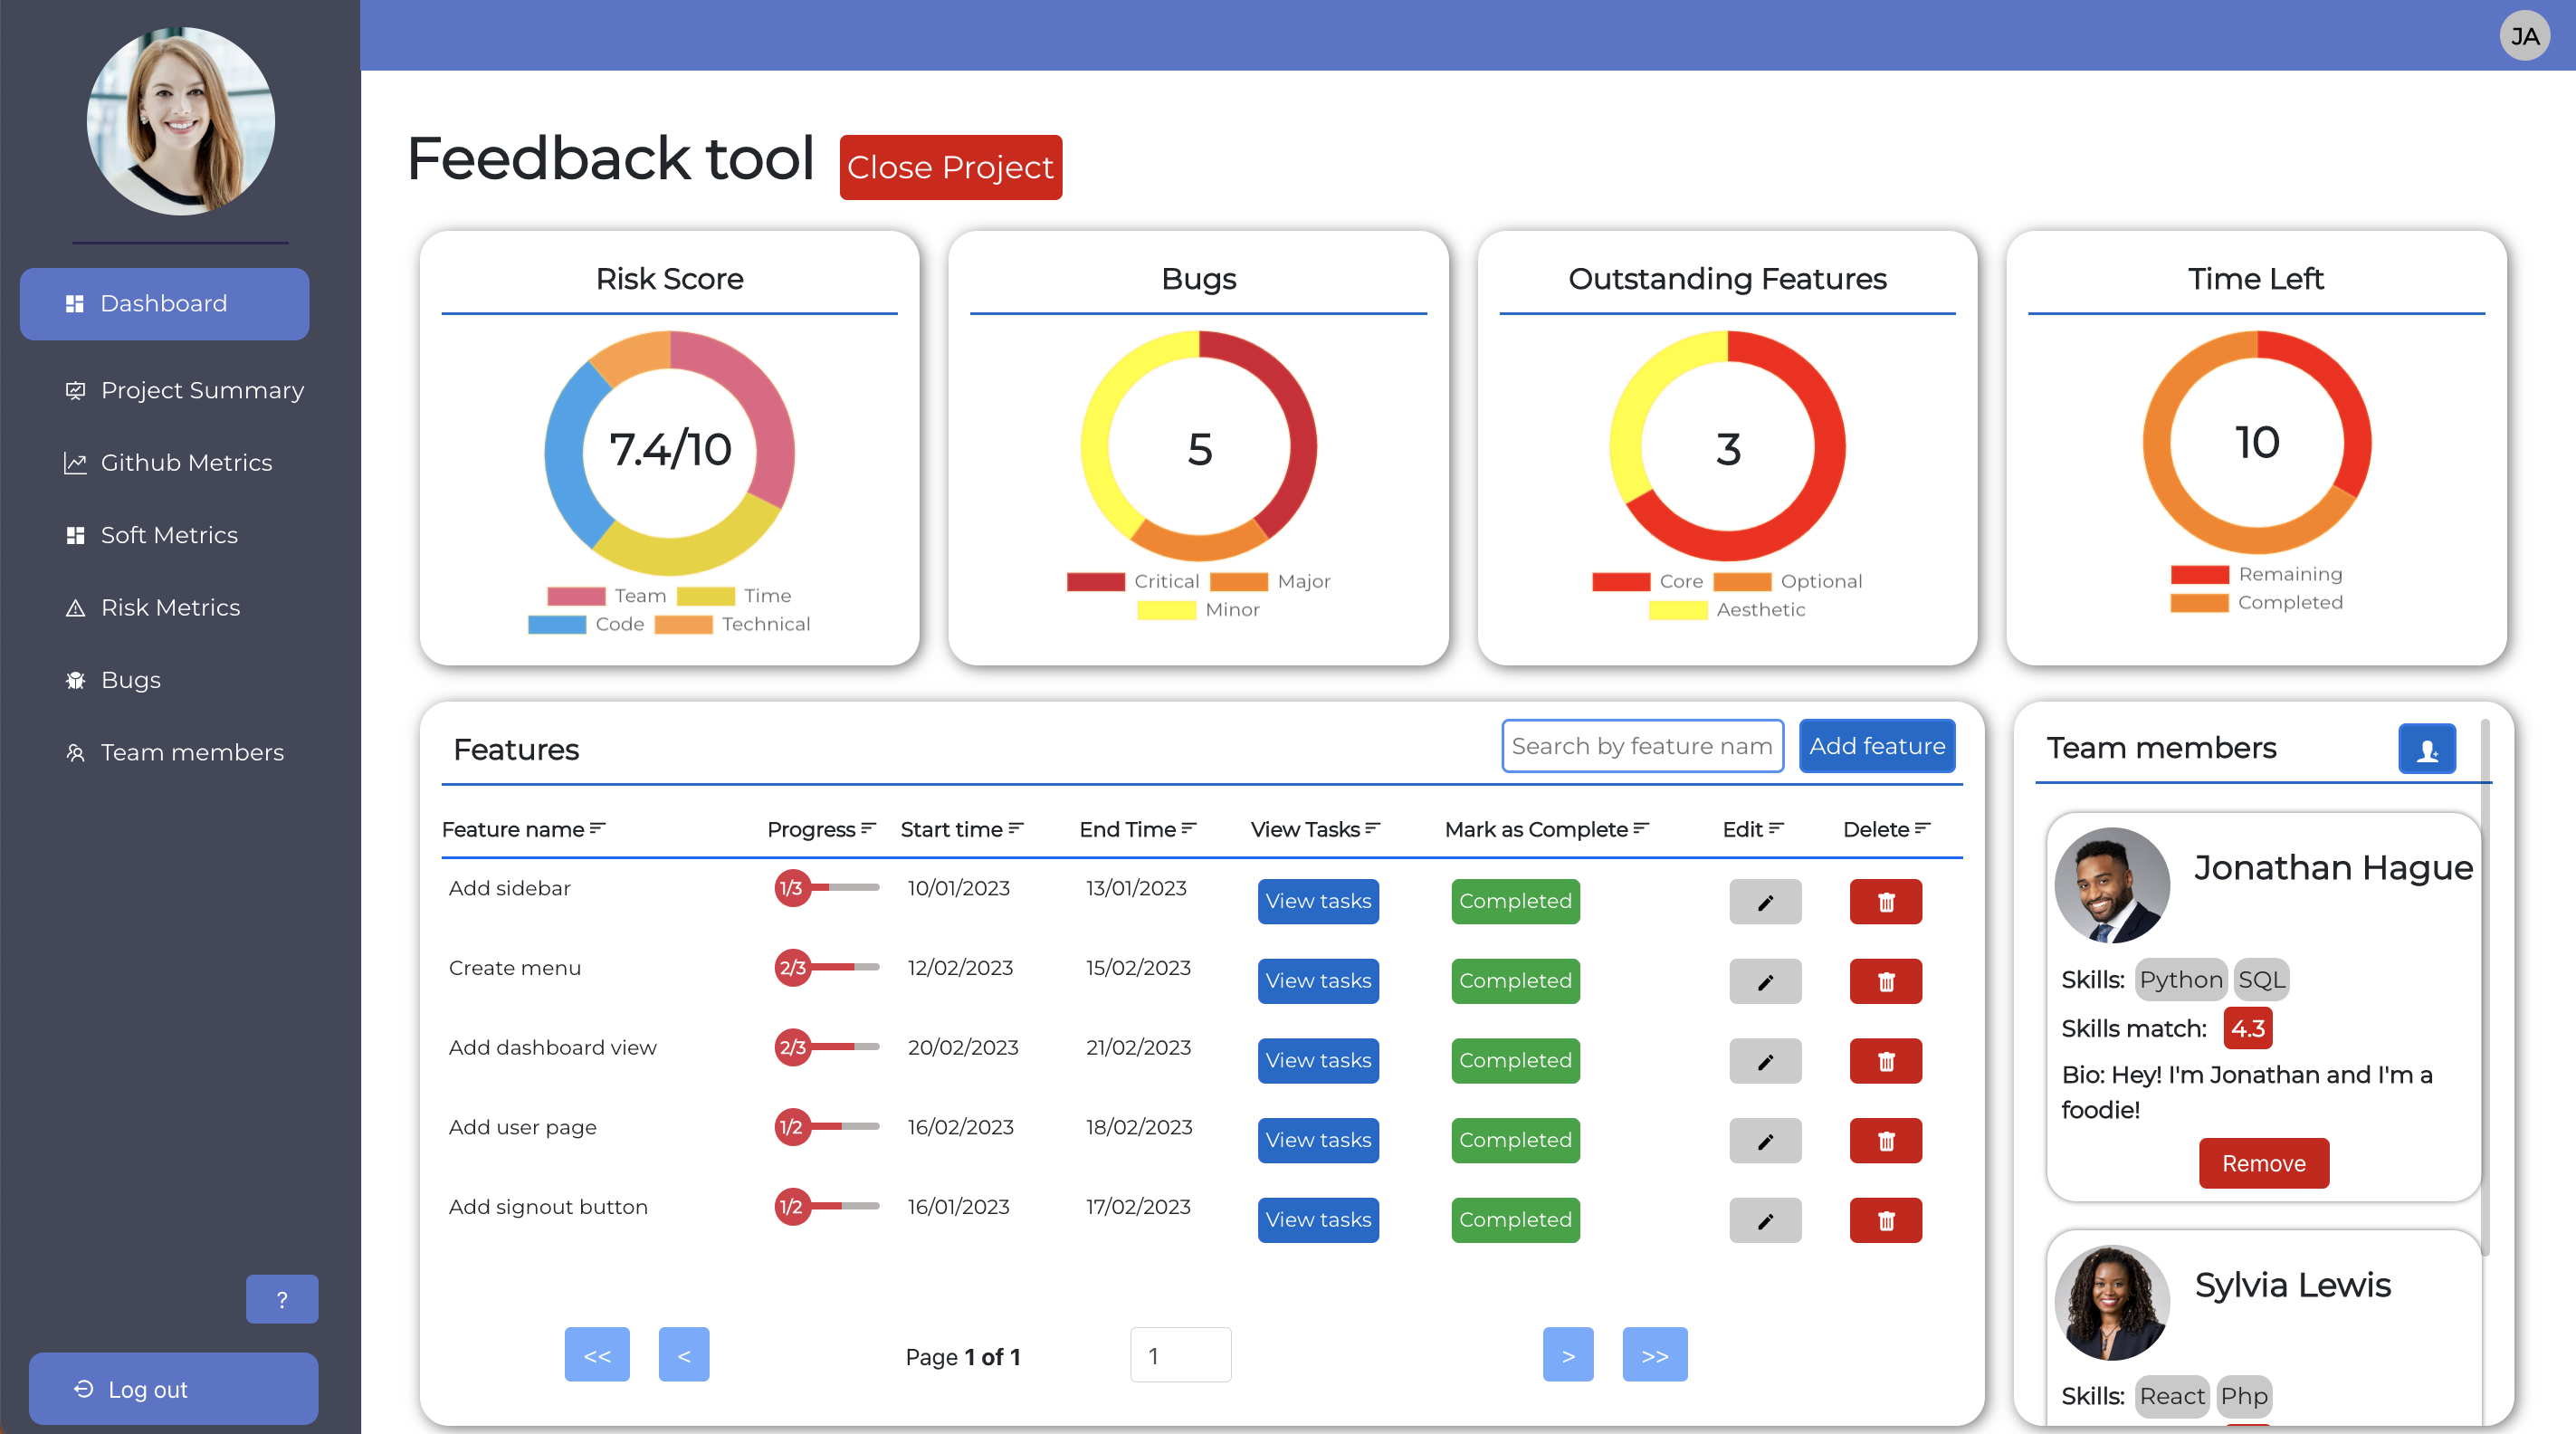 JA
Dashboard
Project Summary
Github Metrics
Soft Metrics
Risk Metrics
Bugs
Team members
?
Log out
Feedback tool Close Project
Risk Score
7.4/10
Team Time
Code Technical
Bugs
5
Critical Major
Minor
Outstanding Features
3
Core Optional
Aesthetic
Time Left
10
Remaining
Completed
Features Search by feature nam Add feature
Feature name Progress Start time End Time View Tasks Mark as Complete Edit Delete
Add sidebar 1/3 10/01/2023 13/01/2023 View tasks Completed
Create menu 2/3 12/02/2023 15/02/2023 View tasks Completed
Add dashboard view 2/3 20/02/2023 21/02/2023 View tasks Completed
Add user page 1/2 16/02/2023 18/02/2023 View tasks Completed
Add signout button 1/2 16/01/2023 17/02/2023 View tasks Completed
<< < Page 1 of 1 1 > >>
Team members
Jonathan Hague
Skills: Python SQL
Skills match: 4.3
Bio: Hey! I'm Jonathan and I'm a
foodie!
Remove
Sylvia Lewis
Skills: React Php